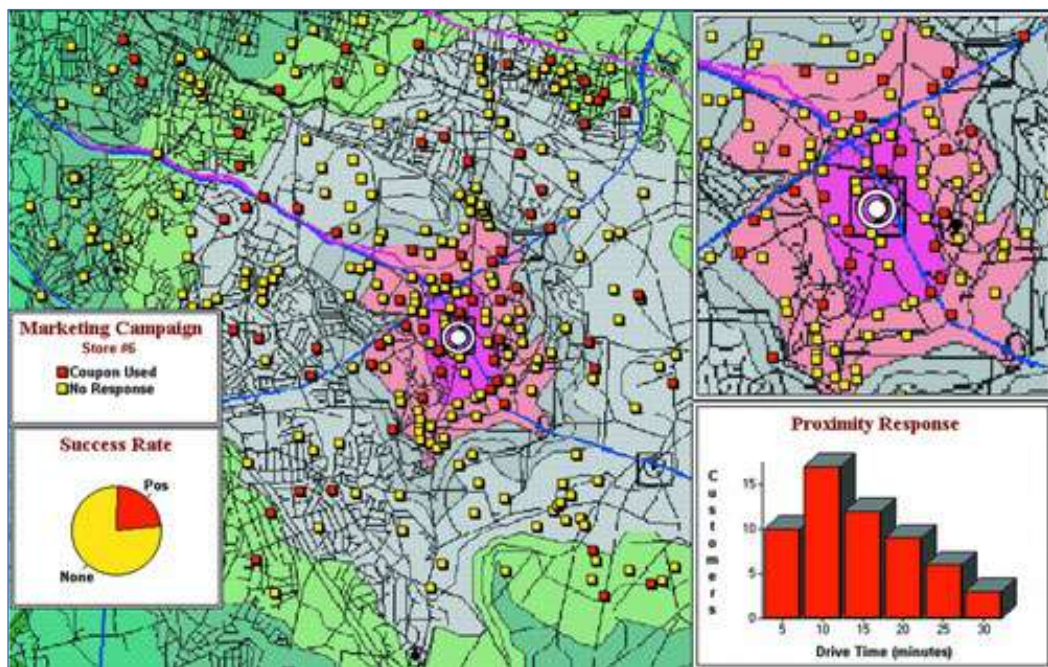 Marketing Campaign
Store #6
Coupon Used
No Response
Success Rate
Pos
None
Proximity Response
Customers
15
10
5
0
5 10 15 20 25 30
Drive Time (minutes)